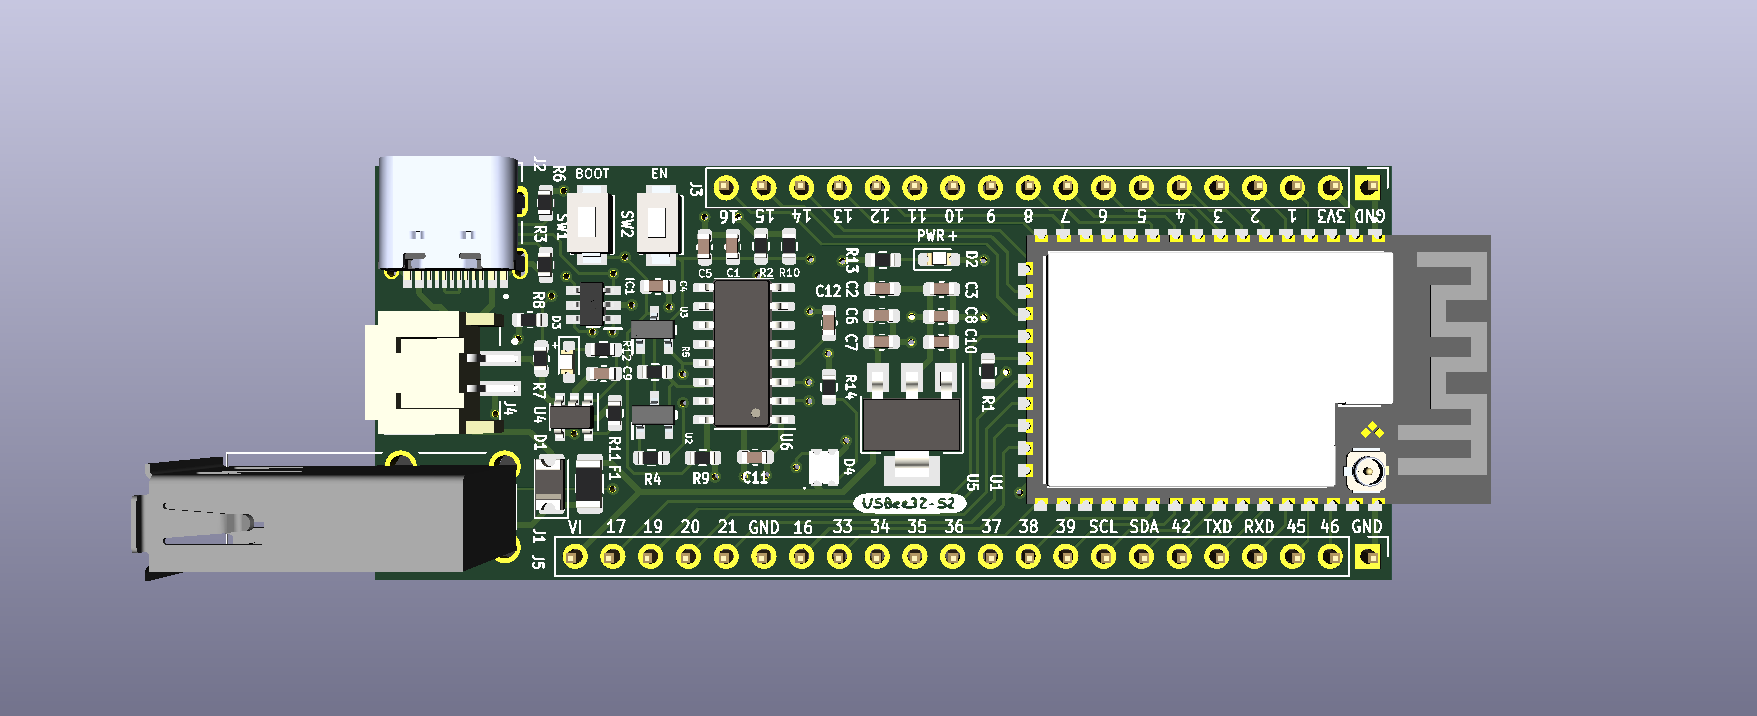 J2
R6
BOOT
EN
J3
SW1
SW2
16 15 14 13 12 11 10 9 8 7 6 5 4 3 2 1 3V3 GND
R3
PWR +
C5 C1 R2 R10
R13
D2
R8
IC1
C4
C12
C2
C3
D3
U3
C6
C8
+
R12
R5
C7
C10
R7
C9
R14
R1
J4
U4
D1
R11
F1
U2
U6
R4
R9
C11
D4
U5
U1
USBee32-S2
VI 17 19 20 21 GND 16 33 34 35 36 37 38 39 SCL SDA 42 TXD RXD 45 46 GND
J1
J5